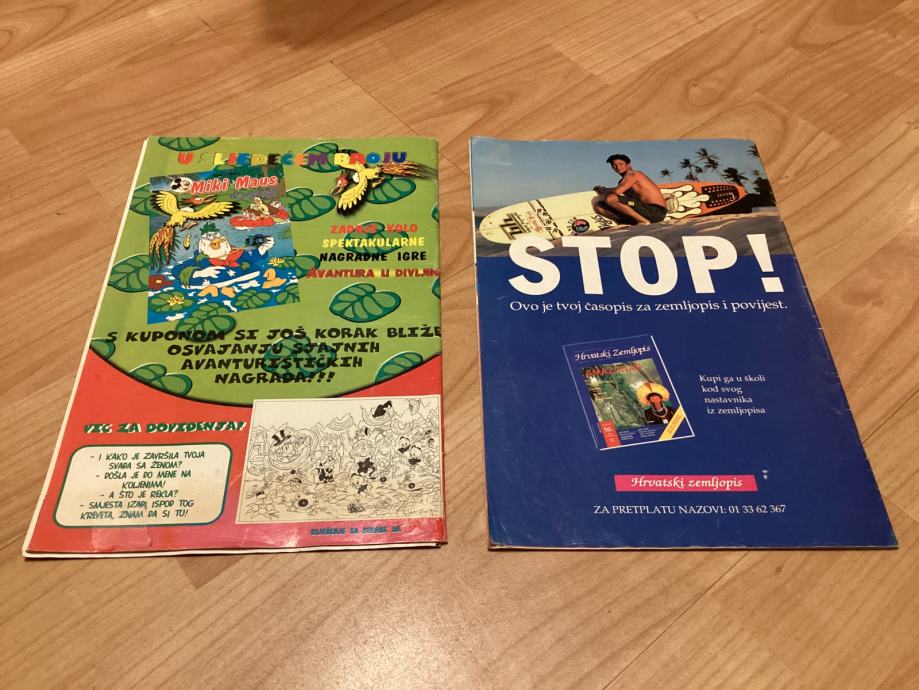 U SLJEDEĆEM BROJU
Miki Maus
ZADNJE KOLO
SPEKTAKULARNE
NAGRADNE IGRE
AVANTURA U DIVLJIN
S KUPONOM SI JOŠ KORAK BLIŽE
OSVAJANJU SJAJNIH
AVANTURISTIČKIH
NAGRADA!!!
VIC ZA DOVIĐENJA!
- I KAKO JE ZAVRŠILA TVOJA
SVAĐA SA ŽENOM?
- DOŠLA JE DO MENE NA
KOLJENIMA!
- A ŠTO JE REKLA?
- SMJESTA IZAĐI ISPOD TOG
KREVETA, ZNAM DA SI TU!
STOP!
Ovo je tvoj časopis za zemljopis i povijest.
Hrvatski Zemljopis
Kupi ga u školi
kod svog
nastavnika
iz zemljopisa
Hrvatski zemljopis
ZA PRETPLATU NAZOVI: 01 33 62 367